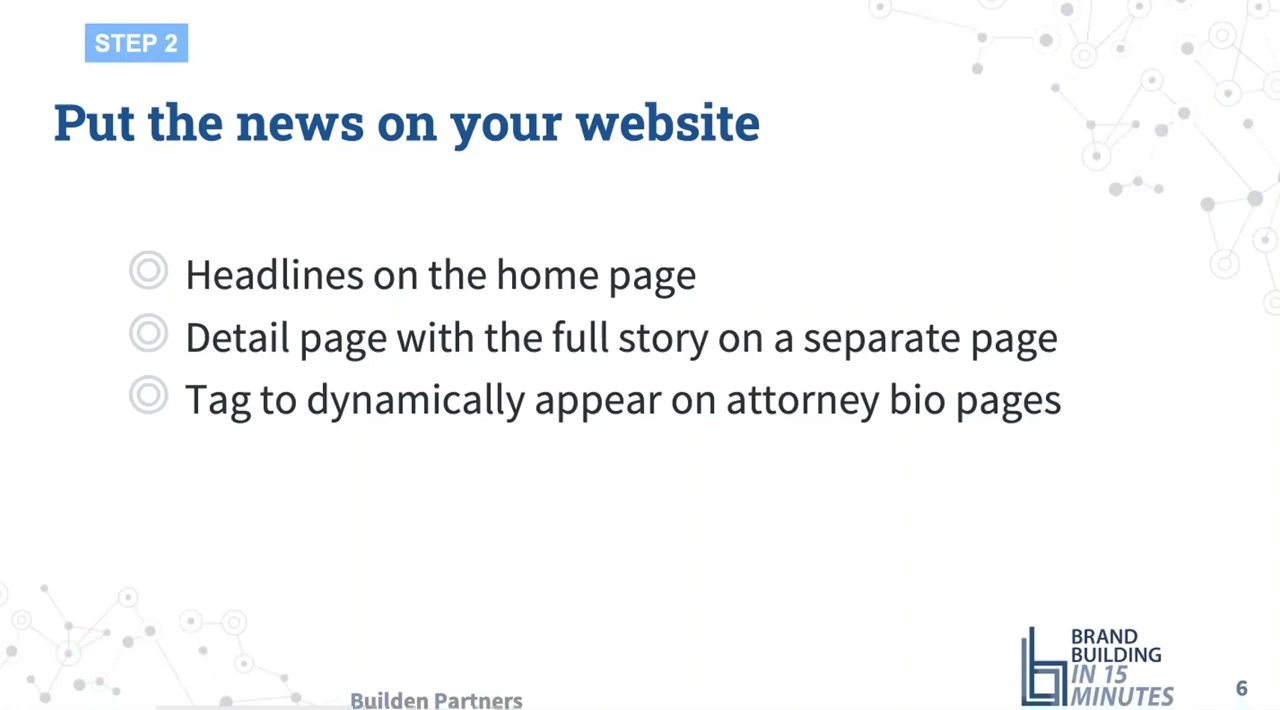 STEP 2
Put the news on your website
Headlines on the home page
Detail page with the full story on a separate page
Tag to dynamically appear on attorney bio pages
Builden Partners
BRAND
BUILDING
IN 15
MINUTES
6